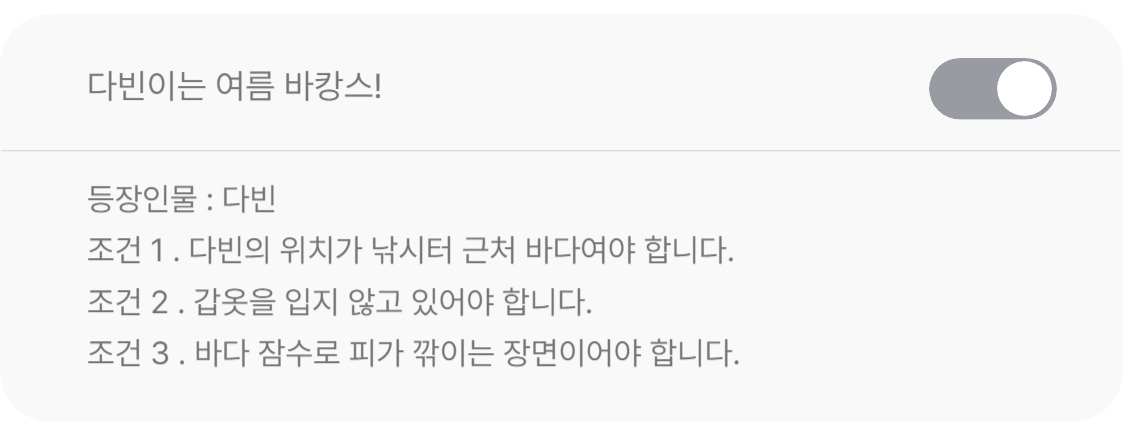 다빈이는 여름 바캉스!
등장인물 : 다빈
조건 1 . 다빈의 위치가 낚시터 근처 바다여야 합니다.
조건 2 . 갑옷을 입지 않고 있어야 합니다.
조건 3 . 바다 잠수로 피가 깎이는 장면이어야 합니다.